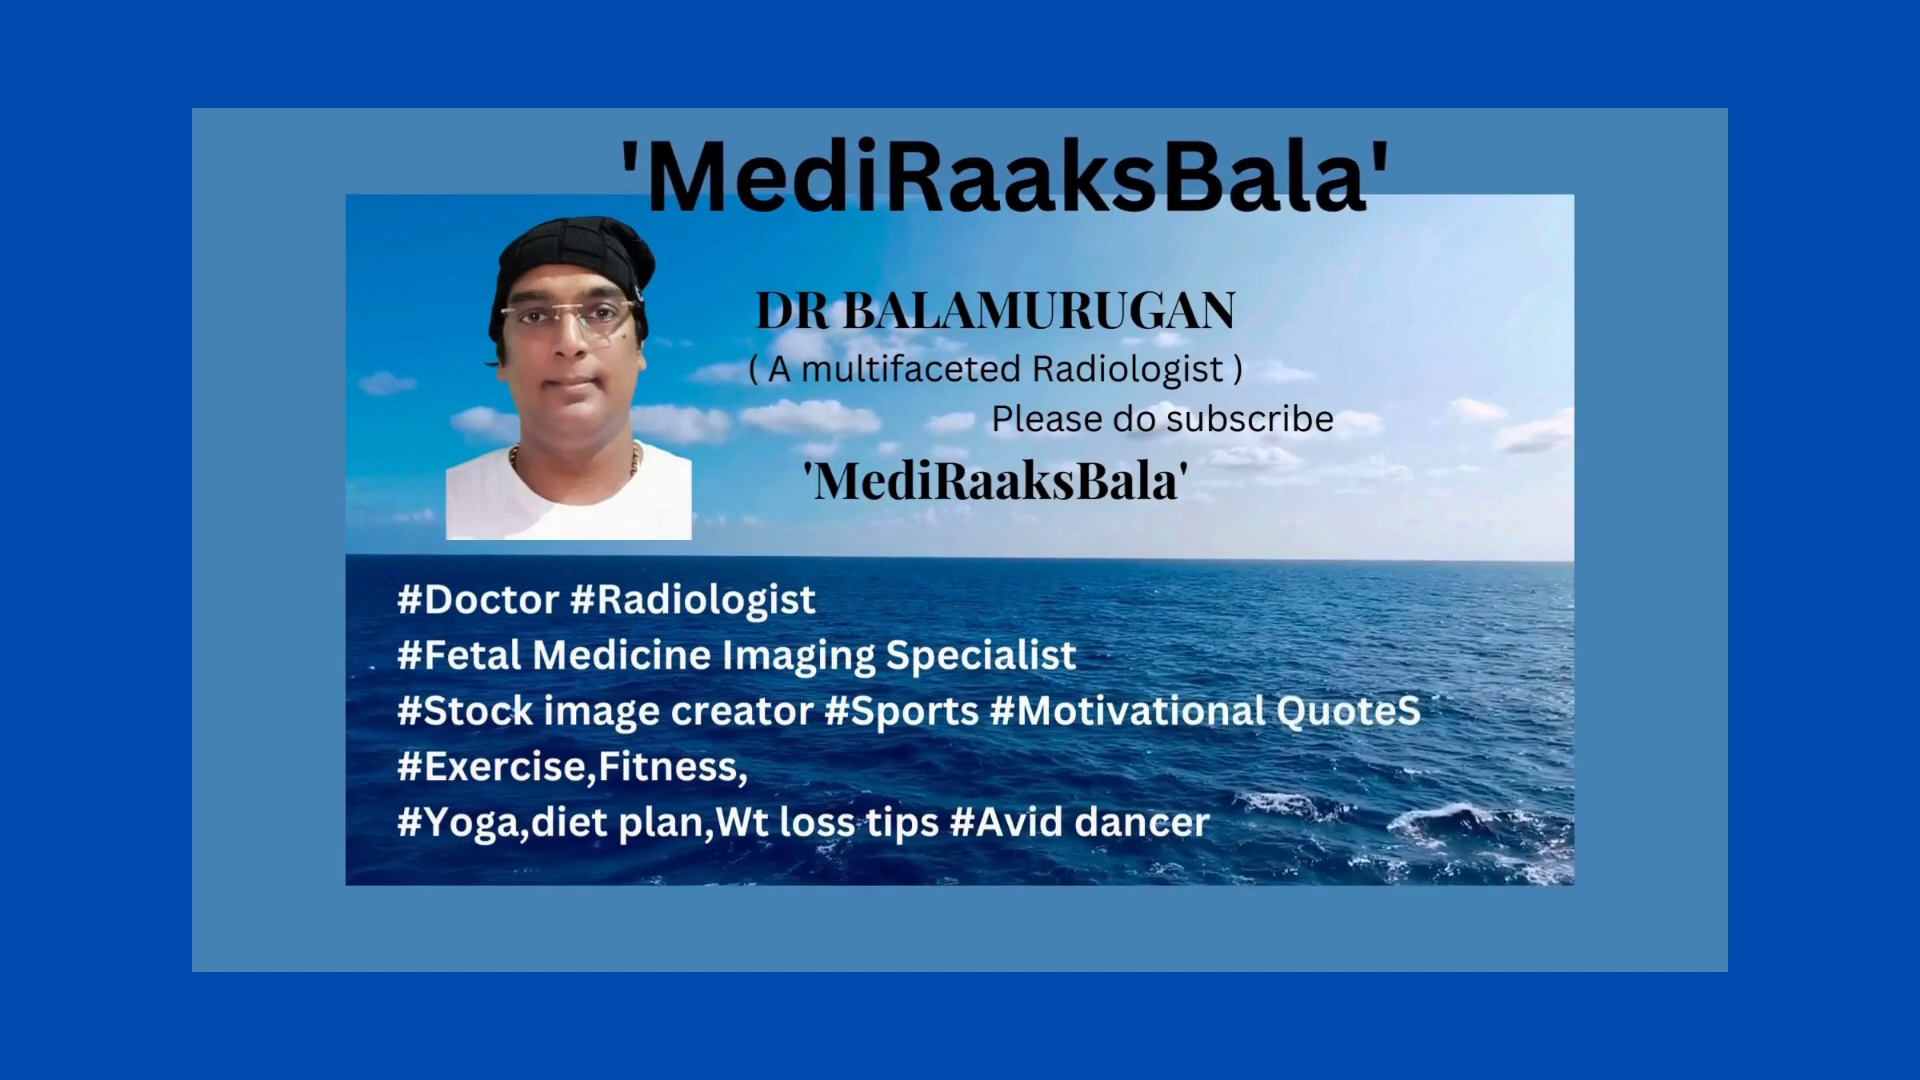 'MediRaaksBala'
DR BALAMURUGAN
( A multifaceted Radiologist )
Please do subscribe
'MediRaaksBala'
#Doctor #Radiologist
#Fetal Medicine Imaging Specialist
#Stock image creator #Sports #Motivational QuoteS
#Exercise,Fitness,
#Yoga,diet plan,Wt loss tips #Avid dancer